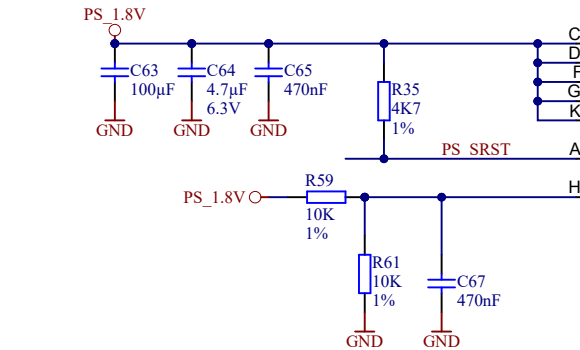 PS_1.8V
C
D
F
G
K
C63
100µF
GND
C64
4.7µF
6.3V
GND
C65
470nF
GND
R35
4K7
1%
PS_SRST
A
PS_1.8V
R59
10K
1%
H
R61
10K
1%
GND
C67
470nF
GND